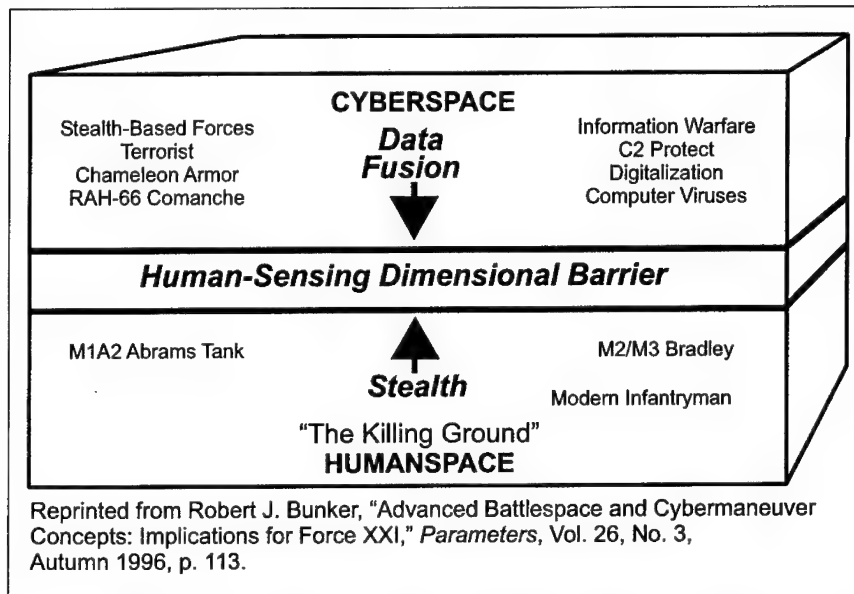 CYBERSPACE
Stealth-Based Forces
Terrorist
Chameleon Armor
RAH-66 Comanche
Data
Fusion
Information Warfare
C2 Protect
Digitalization
Computer Viruses
Human-Sensing Dimensional Barrier
M1A2 Abrams Tank
Stealth
M2/M3 Bradley
Modern Infantryman
"The Killing Ground"
HUMANSPACE
Reprinted from Robert J. Bunker, "Advanced Battlespace and Cybermaneuver
Concepts: Implications for Force XXI," Parameters, Vol. 26, No. 3,
Autumn 1996, p. 113.